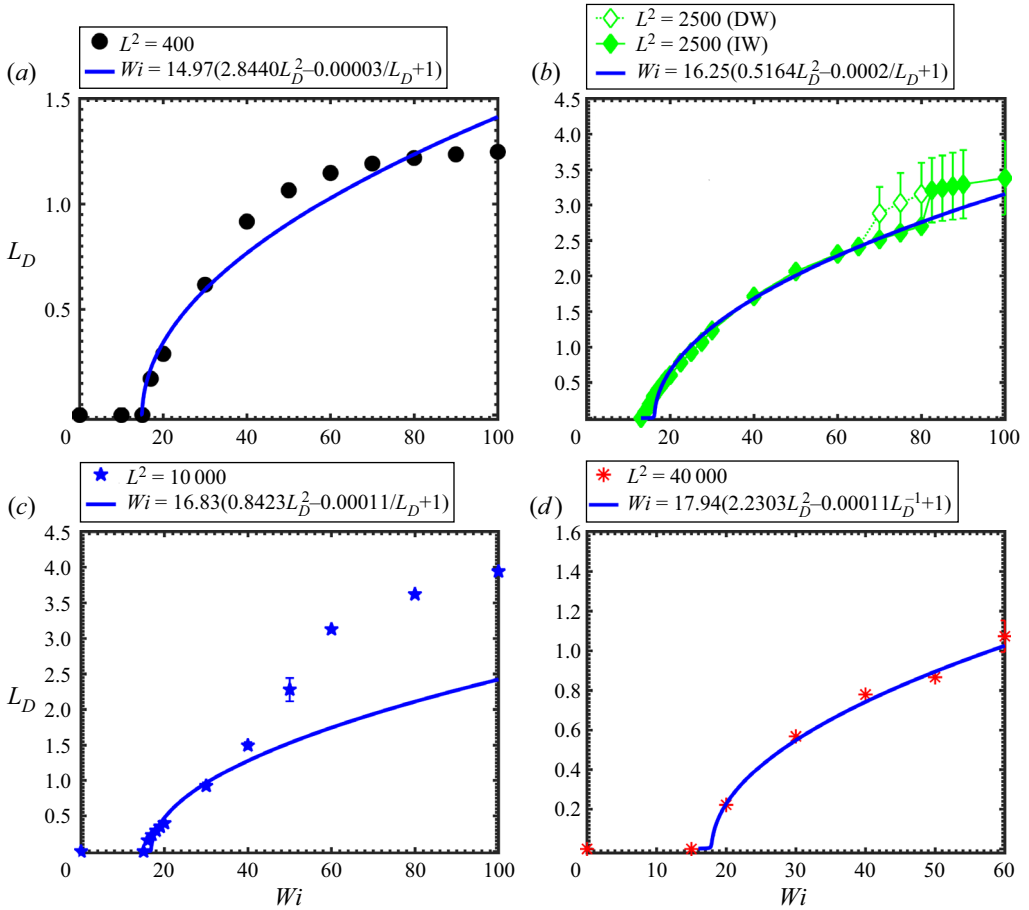 L² = 400
Wi = 14.97(2.8440L_D²–0.00003/L_D+1)
(a)
1.5
1.0
L_D
0.5
0 20 40 60 80 100
L² = 2500 (DW)
L² = 2500 (IW)
Wi = 16.25(0.5164L_D²–0.0002/L_D+1)
(b)
4.5
4.0
3.5
3.0
2.5
2.0
1.5
1.0
0.5
0 20 40 60 80 100
L² = 10 000
Wi = 16.83(0.8423L_D²–0.00011/L_D+1)
(c)
4.5
4.0
3.5
3.0
2.5
L_D
2.0
1.5
1.0
0.5
0 20 40 60 80 100
Wi
L² = 40 000
Wi = 17.94(2.2303L_D²–0.00011L_D⁻¹+1)
(d)
1.6
1.4
1.2
1.0
0.8
0.6
0.4
0.2
0 10 20 30 40 50 60
Wi